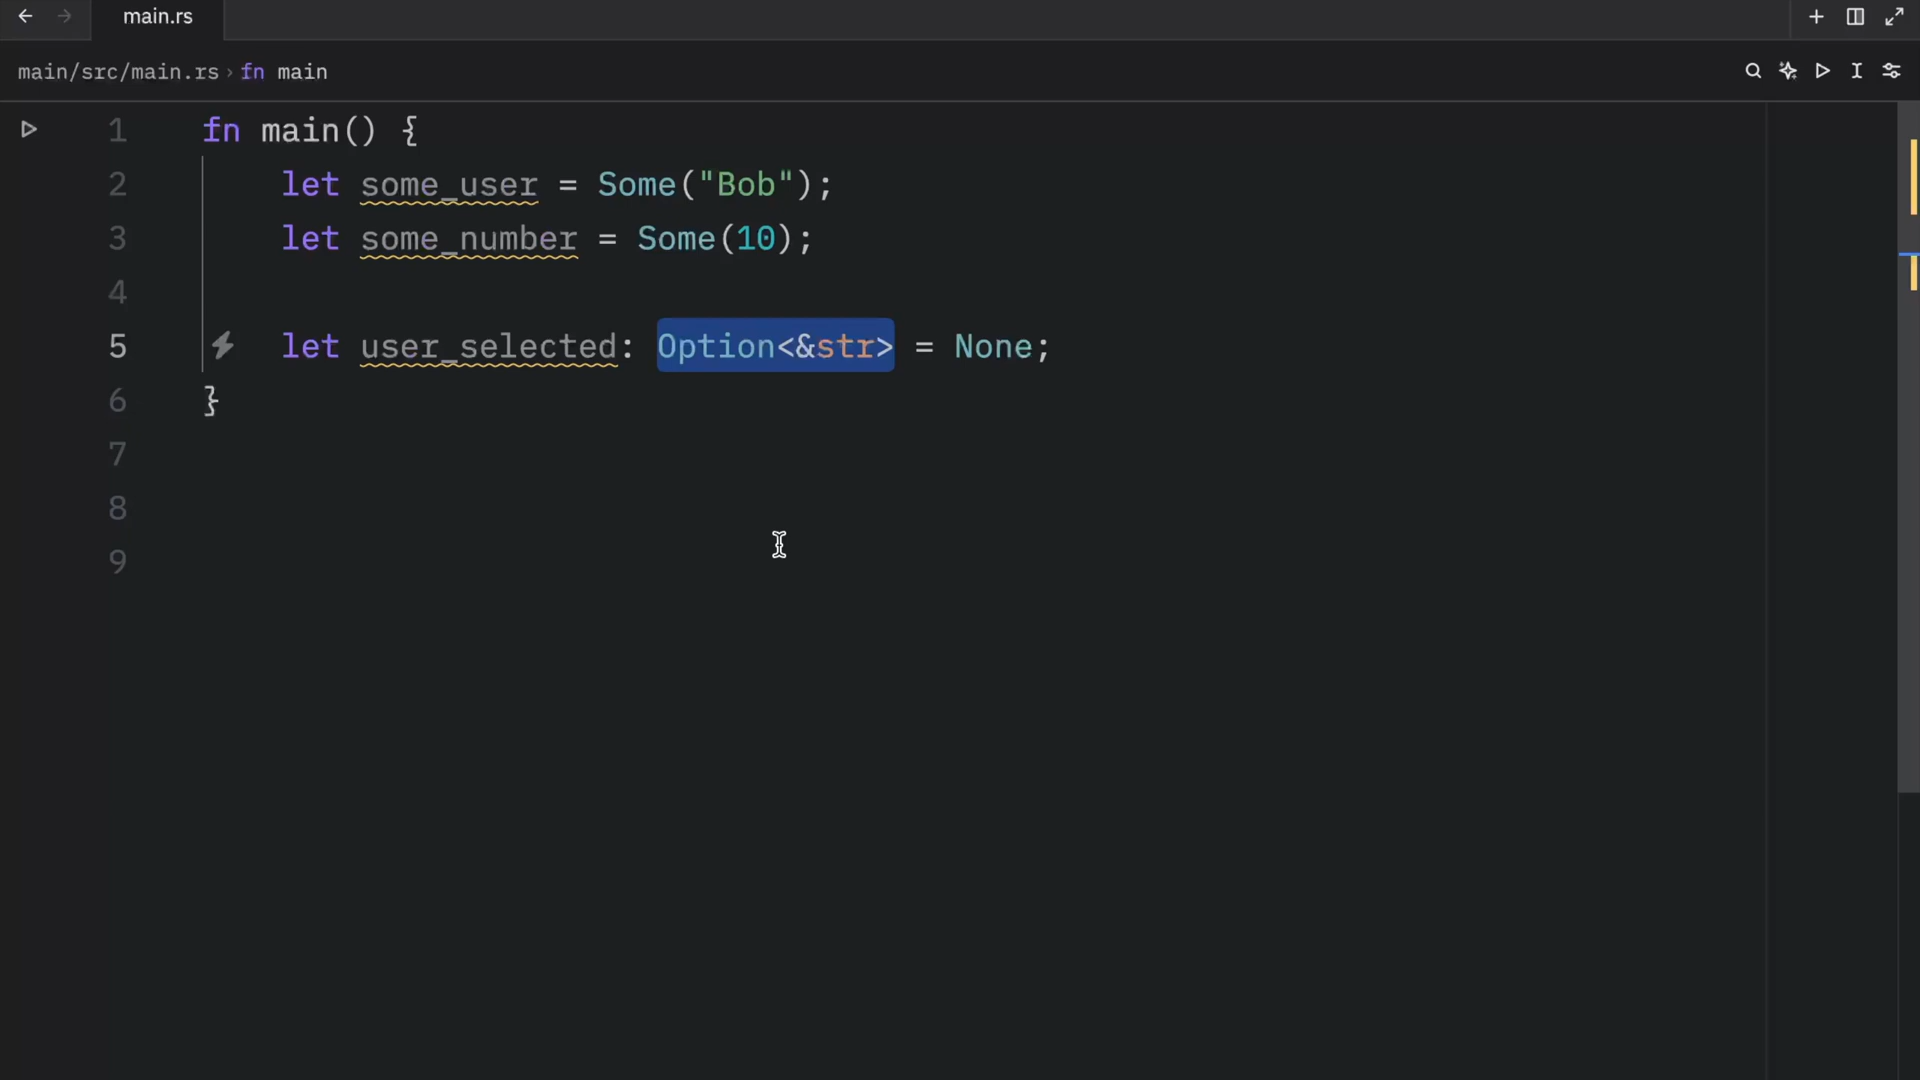 main.rs
main/src/main.rs › fn main
1 fn main() {
2     let some_user = Some("Bob");
3     let some_number = Some(10);
4
5     let user_selected: Option<&str> = None;
6 }
7
8
9